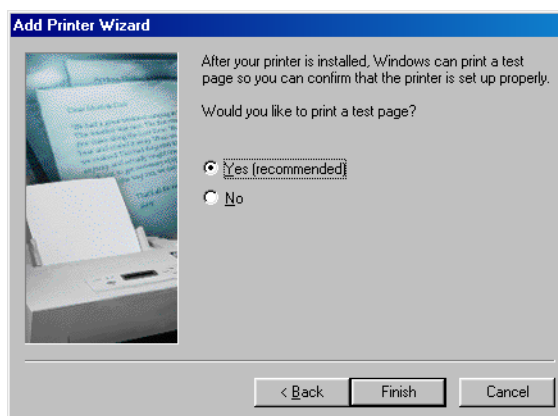 Add Printer Wizard
After your printer is installed, Windows can print a test
page so you can confirm that the printer is set up properly.
Would you like to print a test page?
Yes (recommended)
No
< Back
Finish
Cancel